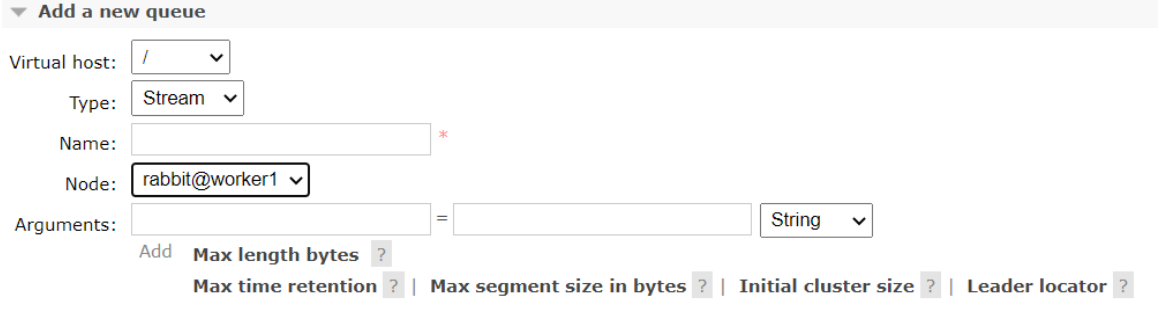 Add a new queue
Virtual host: /
Type: Stream
Name: *
Node: rabbit@worker1
Arguments: = String
Add Max length bytes ?
Max time retention ? | Max segment size in bytes ? | Initial cluster size ? | Leader locator ?